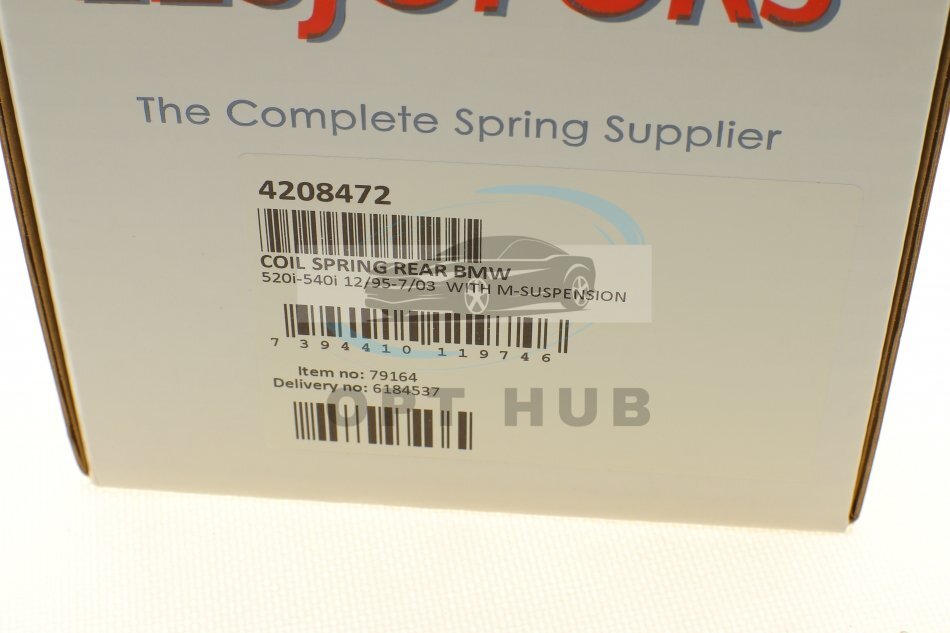 The Complete Spring Supplier
4208472
COIL SPRING REAR BMW
520i-540i 12/95-7/03 WITH M-SUSPENSION
7 394410 119746
Item no: 79164
Delivery no: 6184537
OPT HUB